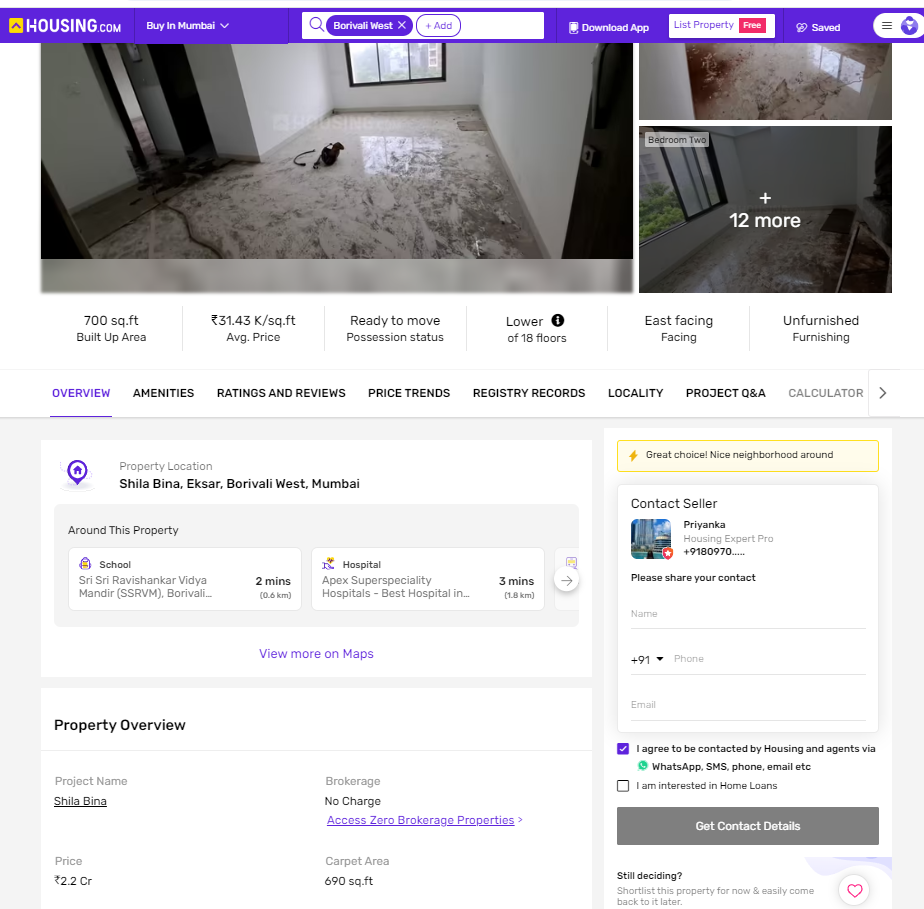 HOUSING.COM
Buy In Mumbai
Borivali West
+ Add
Download App
List Property Free
Saved
HOUSING
Bedroom Two
+
12 more
700 sq.ft
Built Up Area
₹31.43 K/sq.ft
Avg. Price
Ready to move
Possession status
Lower
of 18 floors
East facing
Facing
Unfurnished
Furnishing
OVERVIEW
AMENITIES
RATINGS AND REVIEWS
PRICE TRENDS
REGISTRY RECORDS
LOCALITY
PROJECT Q&A
CALCULATOR
Property Location
Shila Bina, Eksar, Borivali West, Mumbai
Around This Property
School
Sri Sri Ravishankar Vidya
Mandir (SSRVM), Borivali...
2 mins
(0.6 km)
Hospital
Apex Superspeciality
Hospitals - Best Hospital in...
3 mins
(1.8 km)
View more on Maps
Property Overview
Project Name
Shila Bina
Brokerage
No Charge
Access Zero Brokerage Properties >
Price
₹2.2 Cr
Carpet Area
690 sq.ft
Great choice! Nice neighborhood around
Contact Seller
Priyanka
Housing Expert Pro
+9180970.....
Please share your contact
Name
+91
Phone
Email
I agree to be contacted by Housing and agents via
WhatsApp, SMS, phone, email etc
I am interested in Home Loans
Get Contact Details
Still deciding?
Shortlist this property for now & easily come
back to it later.